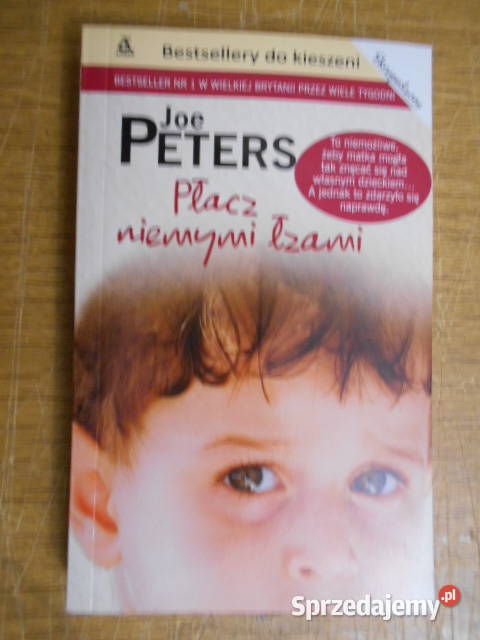 Bestsellery do kieszeni
BESTSELLER NR 1 W WIELKIEJ BRYTANII PRZEZ WIELE TYGODNI
Joe
PETERS
To niemożliwe,
żeby matka mogła
tak znęcać się nad
własnym dzieckiem...
A jednak to zdarzyło się
naprawdę.
Płacz
niemymi łzami
Sprzedajemy.pl